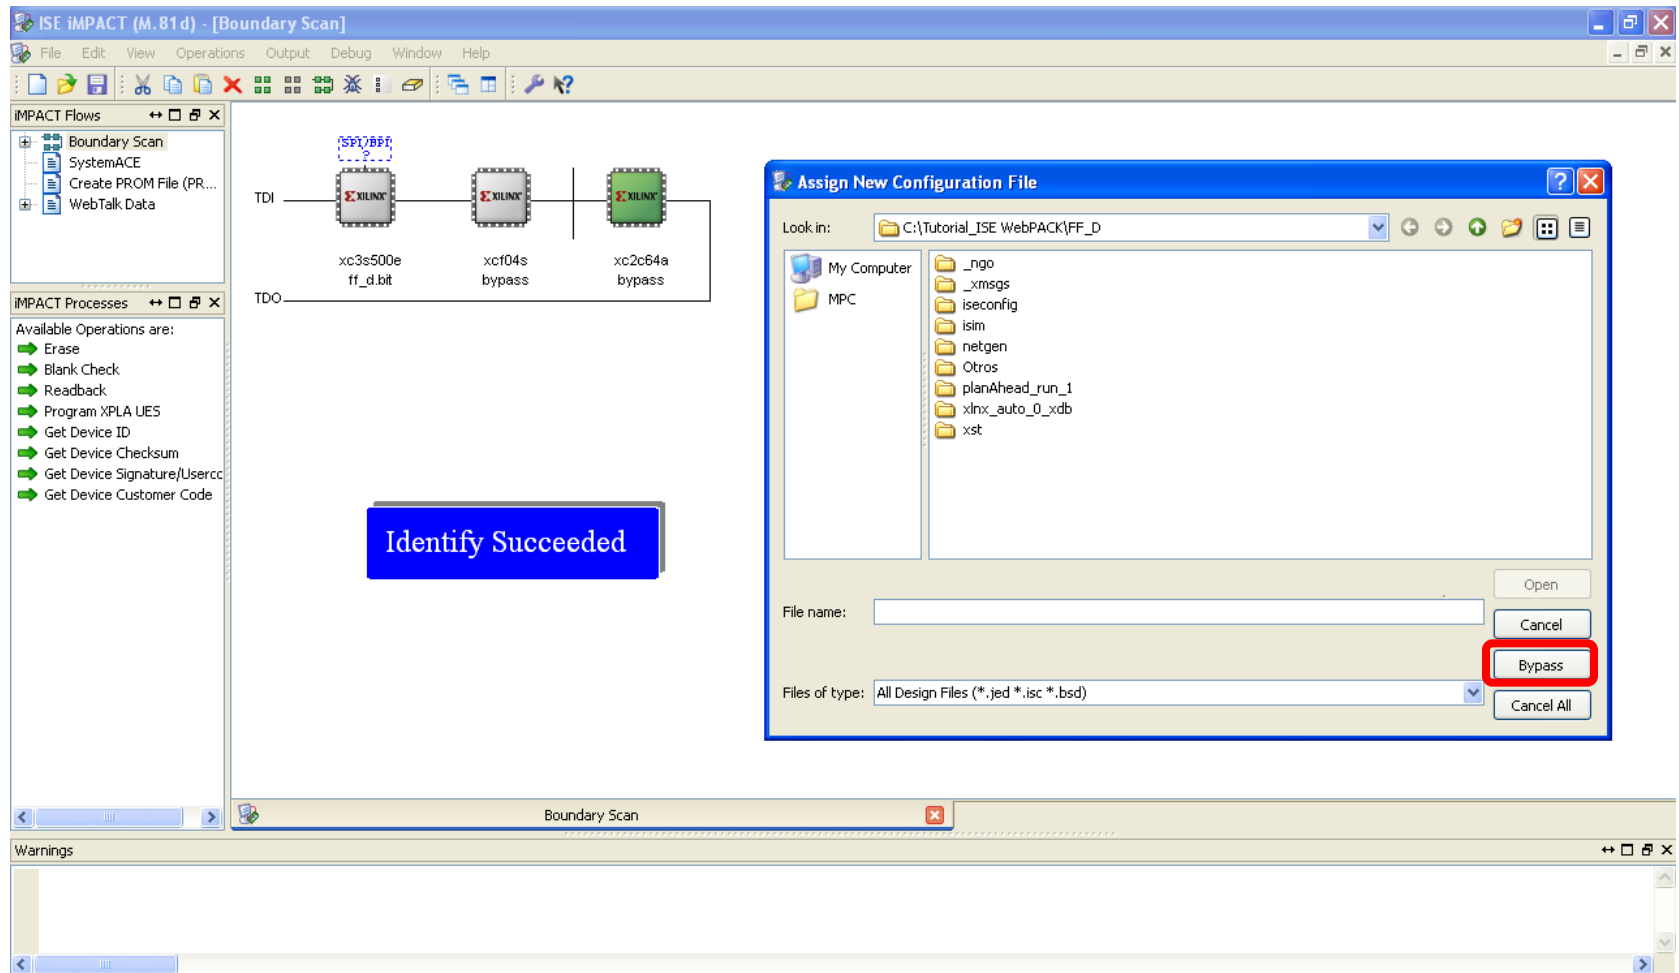 ISE iMPACT (M.81d) - [Boundary Scan]
File Edit View Operations Output Debug Window Help
iMPACT Flows
Boundary Scan
SystemACE
Create PROM File (PR...
WebTalk Data
iMPACT Processes
Available Operations are:
Erase
Blank Check
Readback
Program XPLA UES
Get Device ID
Get Device Checksum
Get Device Signature/Userco
Get Device Customer Code
SPI/BPI
?
TDI
XILINX
XILINX
XILINX
xc3s500e
ff_d.bit
xcf04s
bypass
xc2c64a
bypass
TDO
Identify Succeeded
Assign New Configuration File
Look in:
C:\Tutorial_ISE WebPACK\FF_D
My Computer
MPC
_ngo
_xmsgs
iseconfig
isim
netgen
Otros
planAhead_run_1
xlnx_auto_0_xdb
xst
Open
File name:
Cancel
Bypass
Files of type:
All Design Files (*.jed *.isc *.bsd)
Cancel All
Boundary Scan
Warnings